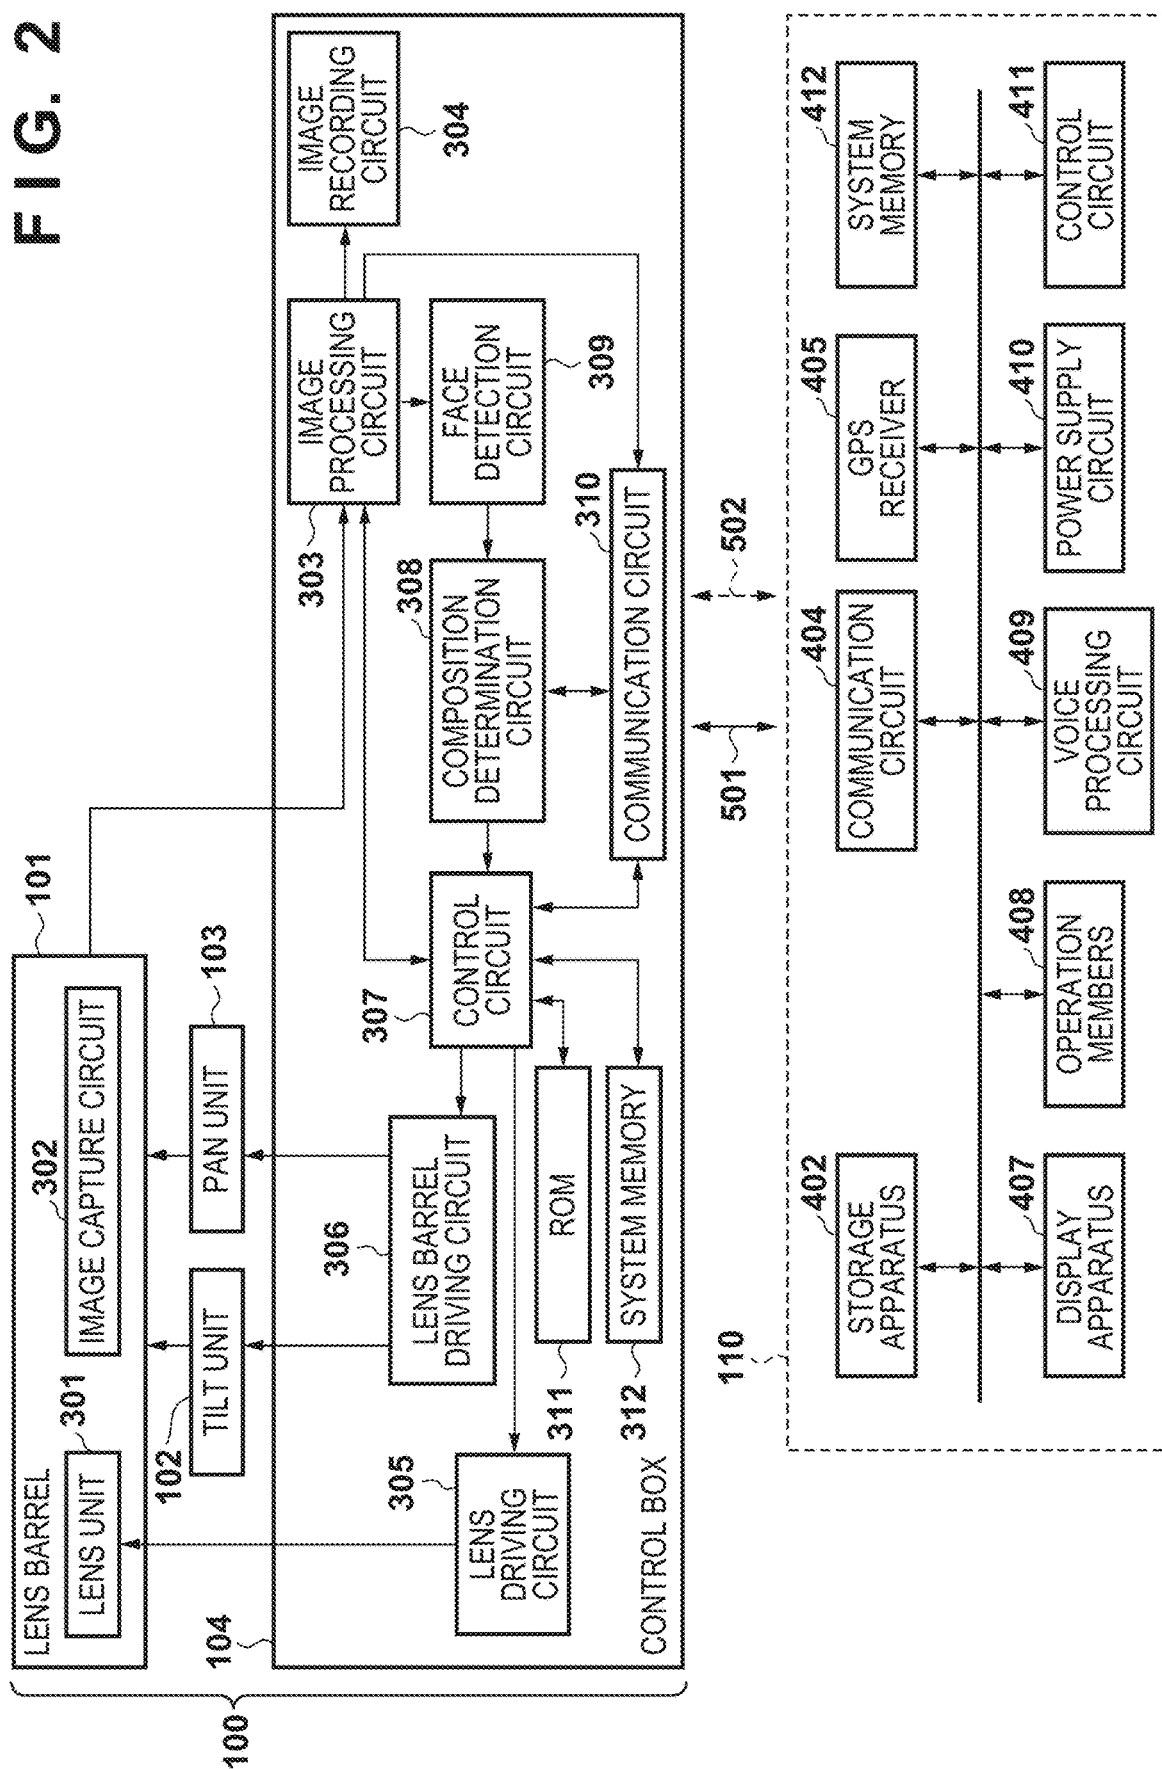 FIG. 2
100
LENS BARREL
101
301
LENS UNIT
302
IMAGE CAPTURE CIRCUIT
102
TILT UNIT
103
PAN UNIT
104
CONTROL BOX
305
LENS
DRIVING
CIRCUIT
306
LENS BARREL
DRIVING CIRCUIT
311
ROM
312
SYSTEM MEMORY
307
CONTROL
CIRCUIT
308
COMPOSITION
DETERMINATION
CIRCUIT
303
IMAGE
PROCESSING
CIRCUIT
FACE
DETECTION
CIRCUIT
309
IMAGE
RECORDING
CIRCUIT
304
310
COMMUNICATION CIRCUIT
501
502
110
402
STORAGE
APPARATUS
404
COMMUNICATION
CIRCUIT
405
GPS
RECEIVER
412
SYSTEM
MEMORY
407
DISPLAY
APPARATUS
408
OPERATION
MEMBERS
409
VOICE
PROCESSING
CIRCUIT
410
POWER SUPPLY
CIRCUIT
411
CONTROL
CIRCUIT